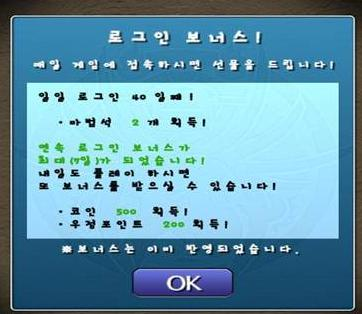 로그인 보너스!
매일 게임에 접속하시면 선물을 드립니다!
일일 로그인 40 일째!
・마법석 2 개 획득!
연속 로그인 보너스가
최대(7일)가 되었습니다!
내일도 플레이 하시면
또 보너스를 받으실 수 있습니다!
・코인 500 획득!
・우정포인트 200 획득!
※보너스는 이미 반영되었습니다.
OK